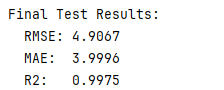 Final Test Results:
RMSE: 4.9067
MAE: 3.9996
R2: 0.9975